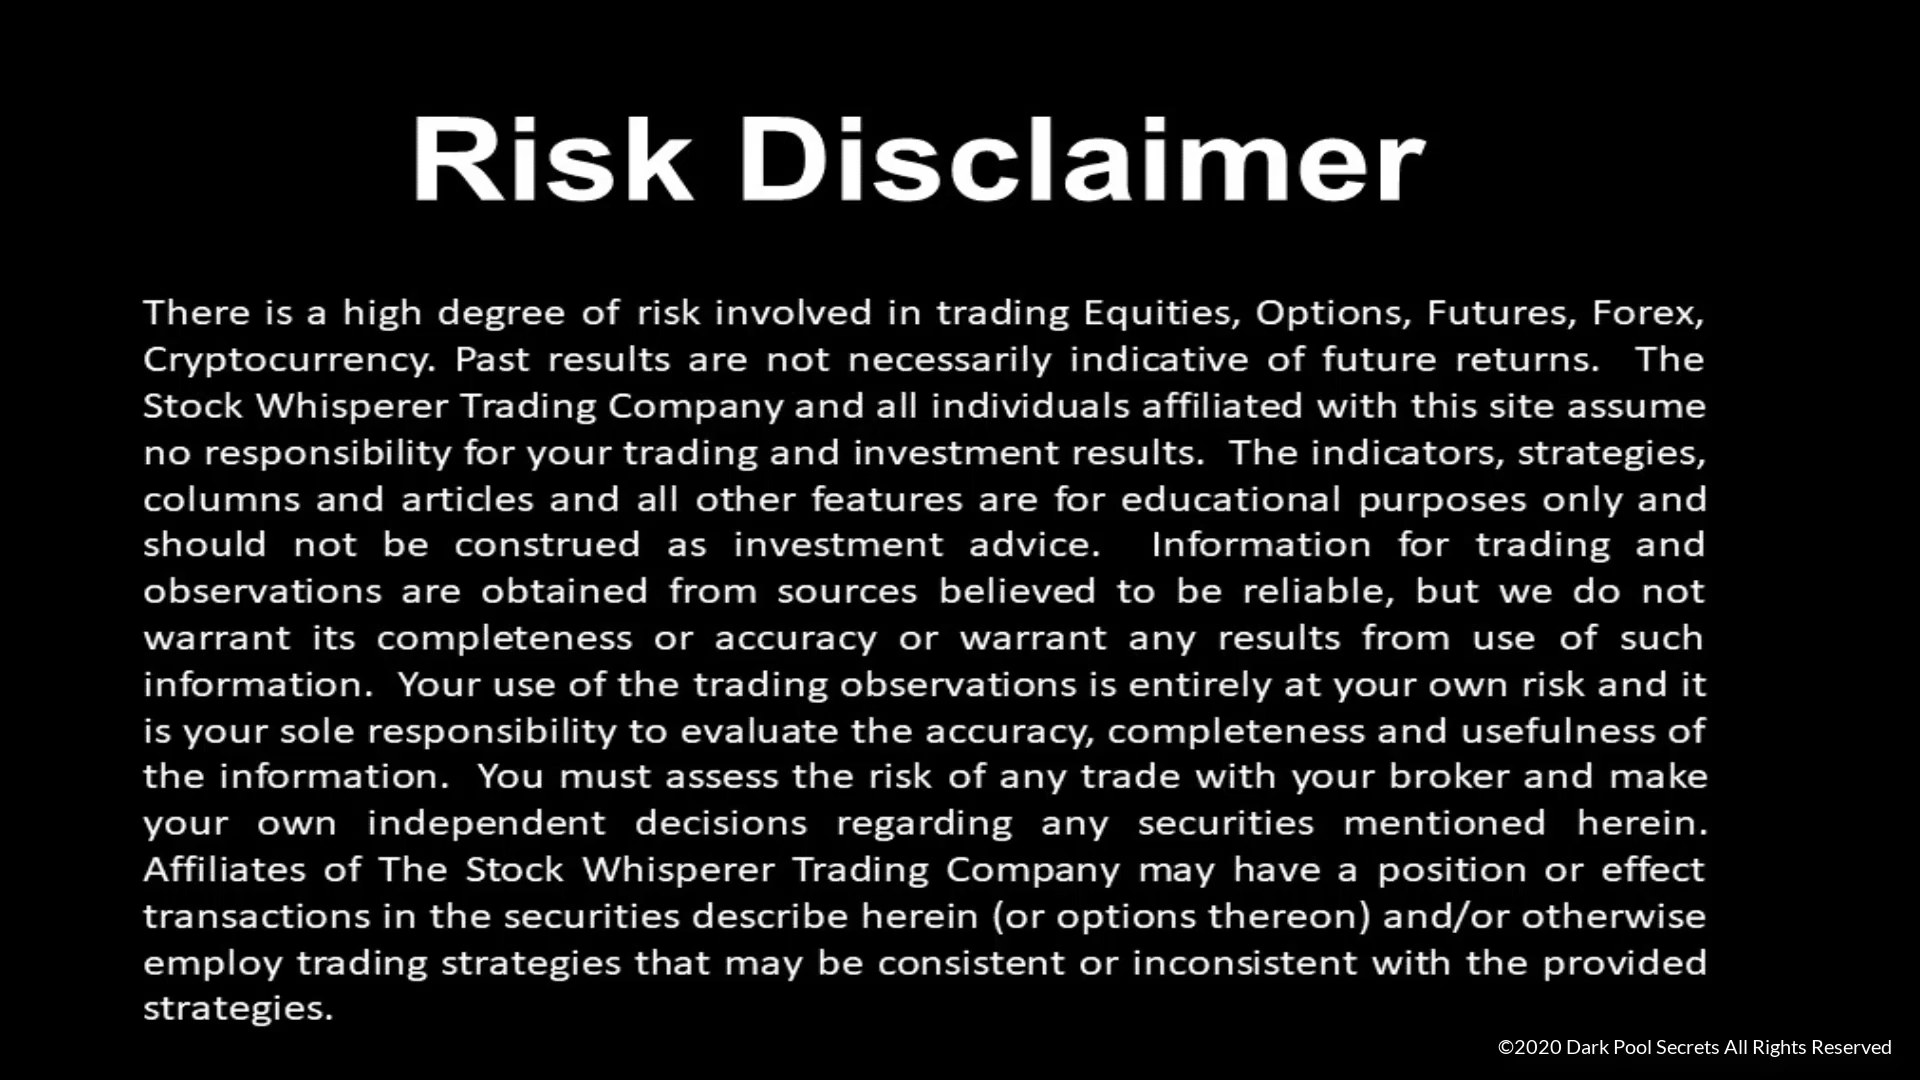 Risk Disclaimer
There is a high degree of risk involved in trading Equities, Options, Futures, Forex,
Cryptocurrency. Past results are not necessarily indicative of future returns. The
Stock Whisperer Trading Company and all individuals affiliated with this site assume
no responsibility for your trading and investment results. The indicators, strategies,
columns and articles and all other features are for educational purposes only and
should not be construed as investment advice. Information for trading and
observations are obtained from sources believed to be reliable, but we do not
warrant its completeness or accuracy or warrant any results from use of such
information. Your use of the trading observations is entirely at your own risk and it
is your sole responsibility to evaluate the accuracy, completeness and usefulness of
the information. You must assess the risk of any trade with your broker and make
your own independent decisions regarding any securities mentioned herein.
Affiliates of The Stock Whisperer Trading Company may have a position or effect
transactions in the securities describe herein (or options thereon) and/or otherwise
employ trading strategies that may be consistent or inconsistent with the provided
strategies.
©2020 Dark Pool Secrets All Rights Reserved